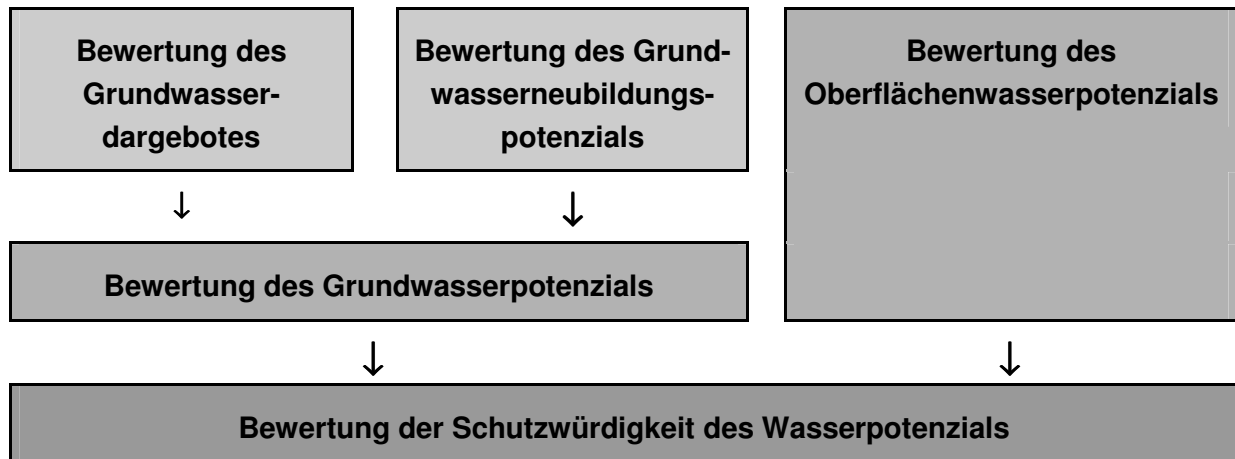 Bewertung des
Grundwasser-
dargebotes
Bewertung des Grund-
wasserneubildungs-
potenzials
Bewertung des
Oberflächenwasserpotenzials
↓
↓
Bewertung des Grundwasserpotenzials
↓
↓
Bewertung der Schutzwürdigkeit des Wasserpotenzials